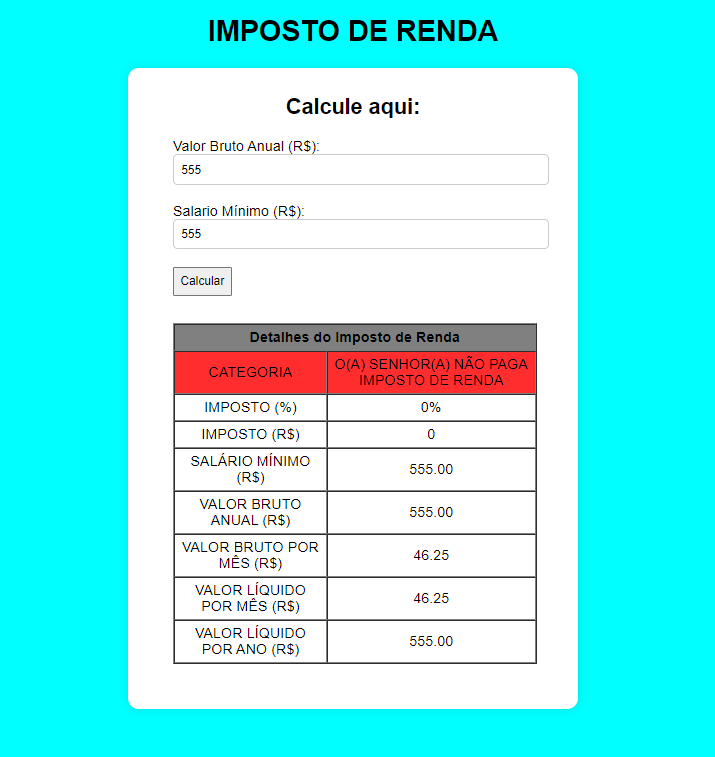 IMPOSTO DE RENDA
Calcule aqui:
Valor Bruto Anual (R$):
555
Salario Mínimo (R$):
555
Calcular
Detalhes do Imposto de Renda
CATEGORIA
O(A) SENHOR(A) NÃO PAGA
IMPOSTO DE RENDA
IMPOSTO (%)
0%
IMPOSTO (R$)
0
SALÁRIO MÍNIMO
(R$)
555.00
VALOR BRUTO
ANUAL (R$)
555.00
VALOR BRUTO POR
MÊS (R$)
46.25
VALOR LÍQUIDO
POR MÊS (R$)
46.25
VALOR LÍQUIDO
POR ANO (R$)
555.00